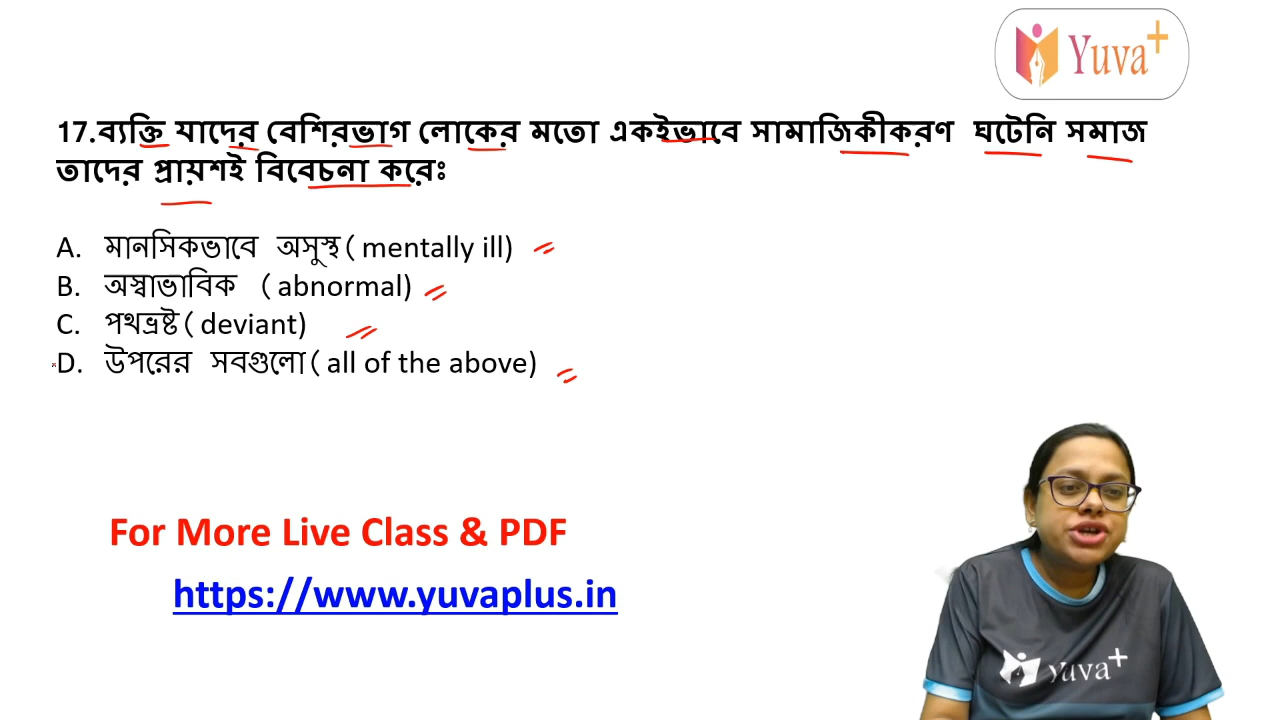 Yuva+
17.ব্যক্তি যাদের বেশিরভাগ লোকের মতো একইভাবে সামাজিকীকরণ ঘটেনি সমাজ
তাদের প্রায়শই বিবেচনা করেঃ
A. মানসিকভাবে অসুস্থ ( mentally ill)
B. অস্বাভাবিক ( abnormal)
C. পথভ্রষ্ট ( deviant)
D. উপরের সবগুলো ( all of the above)
For More Live Class & PDF
https://www.yuvaplus.in
Yuva+